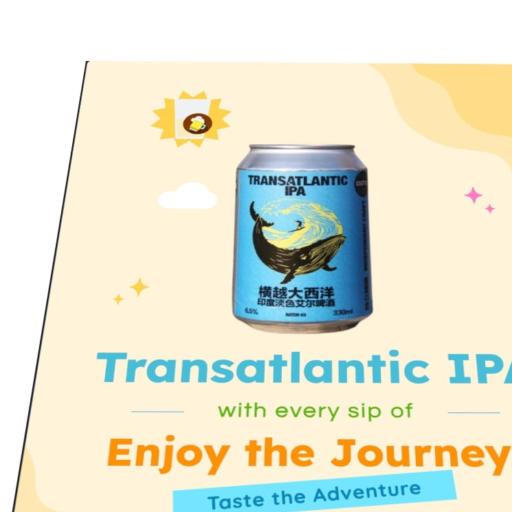 TRANSATLANTIC
IPA
横越大西洋
印度淡色艾尔啤酒
6.5%
330ml
Transatlantic IPA
with every sip of
Enjoy the Journey
Taste the Adventure